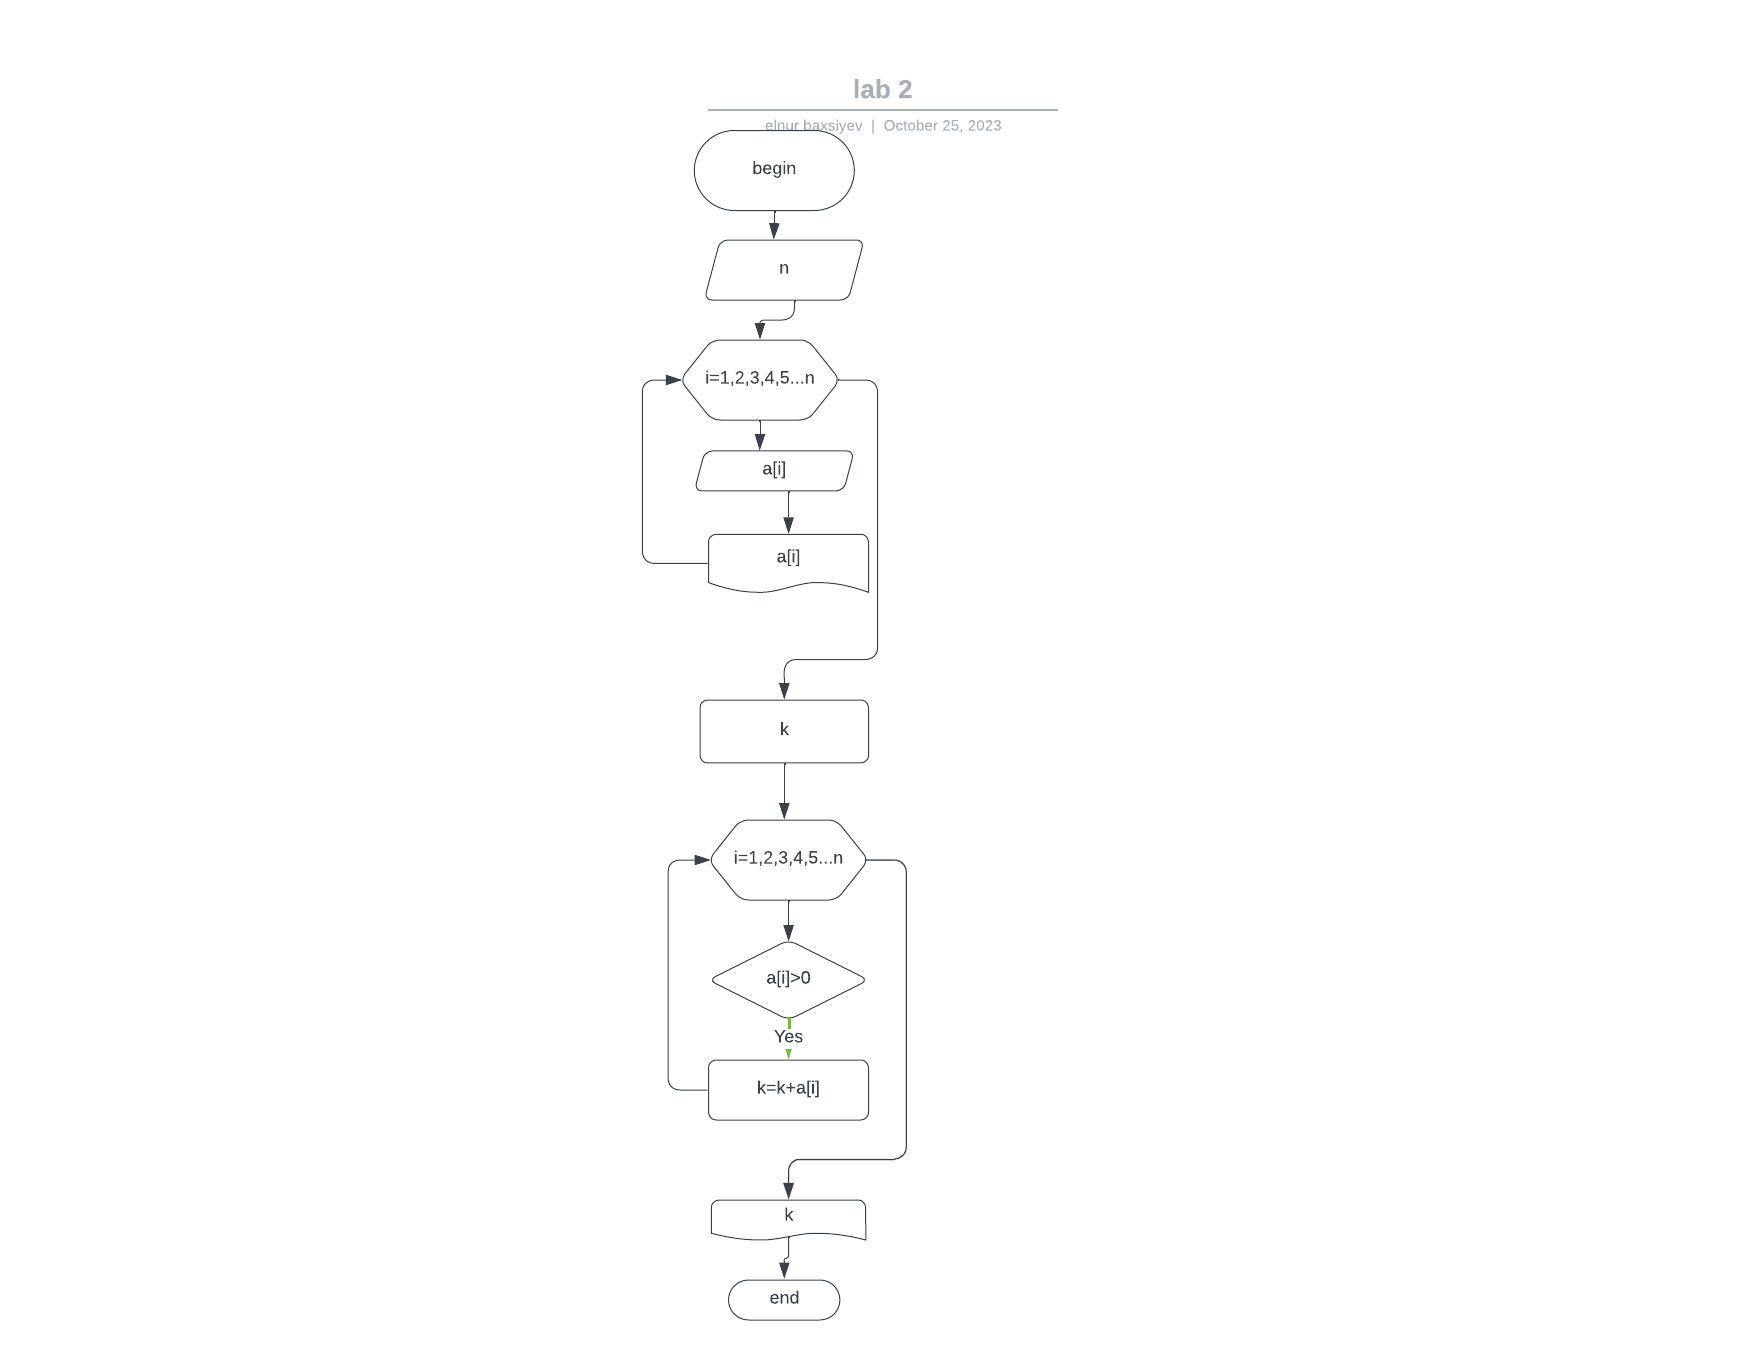 lab 2
elnur baxsiyev | October 25, 2023
begin
n
i=1,2,3,4,5...n
a[i]
a[i]
k
i=1,2,3,4,5...n
a[i]>0
Yes
k=k+a[i]
k
end